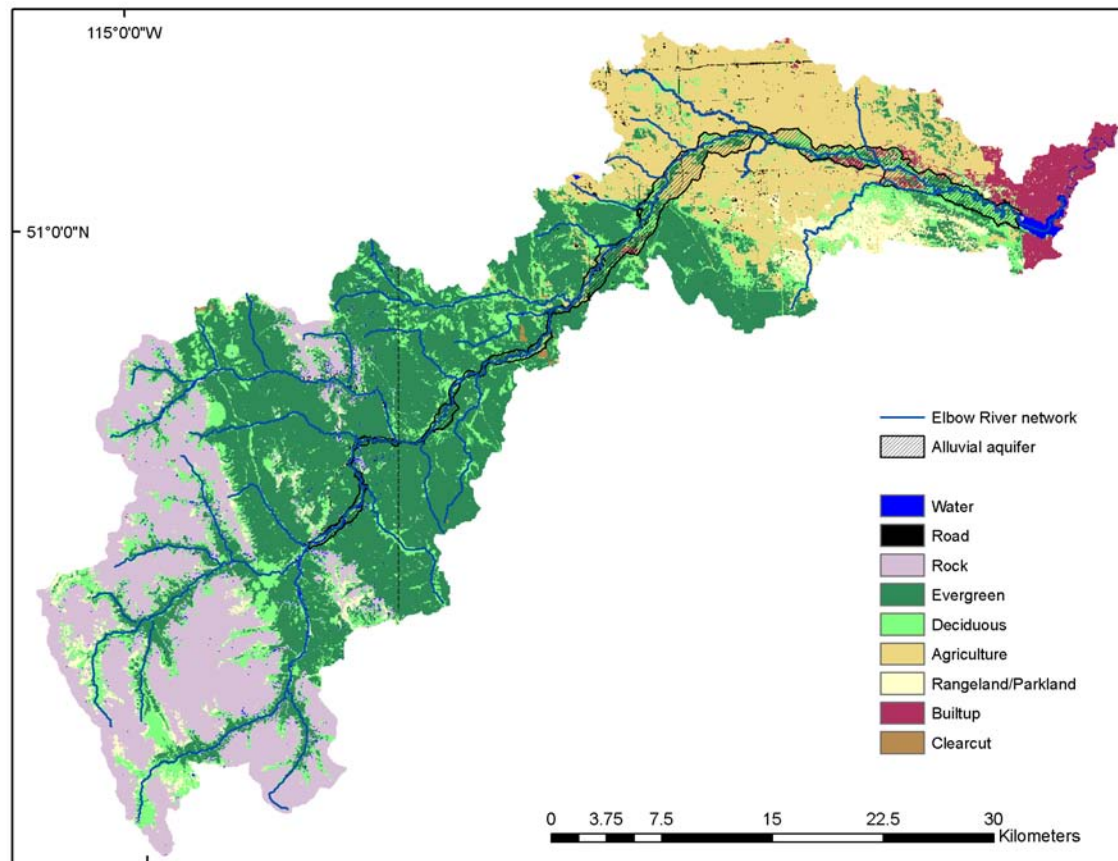 115°0'0"W
51°0'0"N
Elbow River network
Alluvial aquifer
Water
Road
Rock
Evergreen
Deciduous
Agriculture
Rangeland/Parkland
Builtup
Clearcut
0 3.75 7.5 15 22.5 30
Kilometers